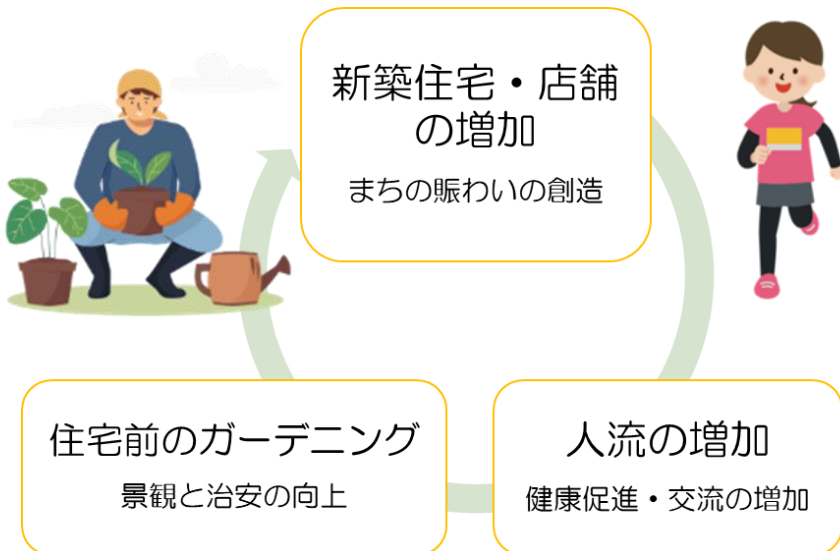 新築住宅・店舗
の増加
まちの賑わいの創造
住宅前のガーデニング
景観と治安の向上
人流の増加
健康促進・交流の増加